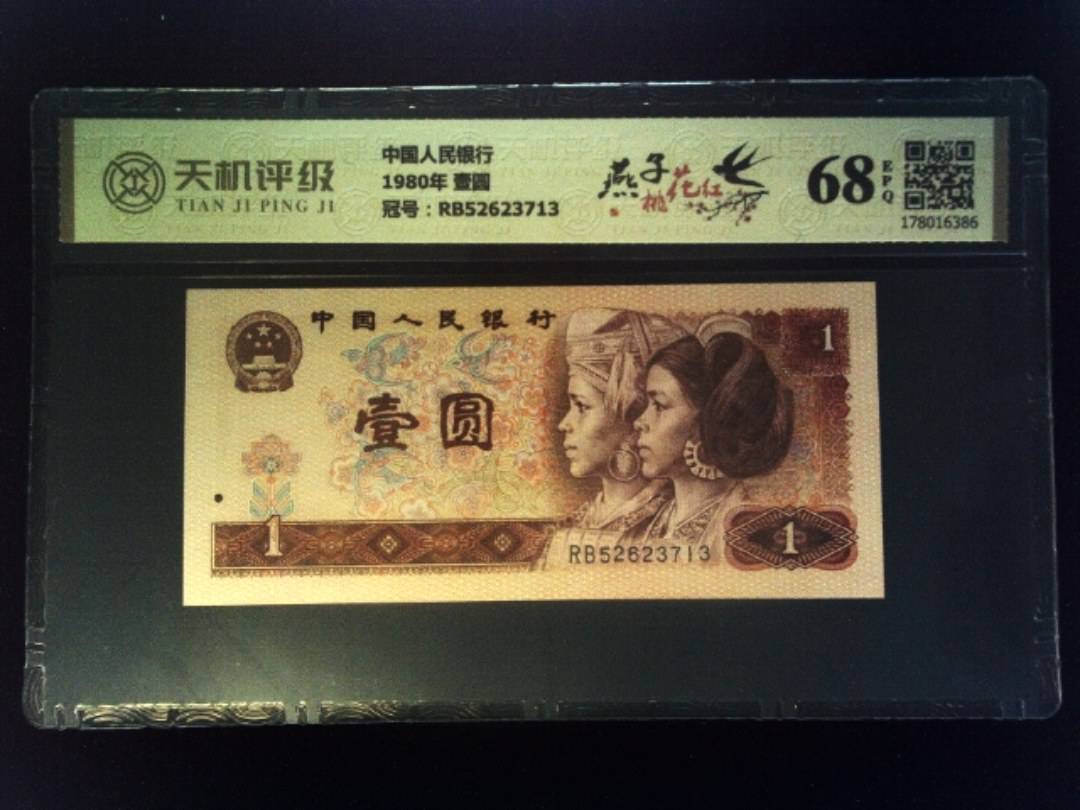 天机评级
TIAN JI PING JI
中国人民银行
1980年 壹圆
冠号：RB52623713
燕子
桃花红
68
EPQ
178016386
中国人民银行
壹圆
1
1
RB52623713
1